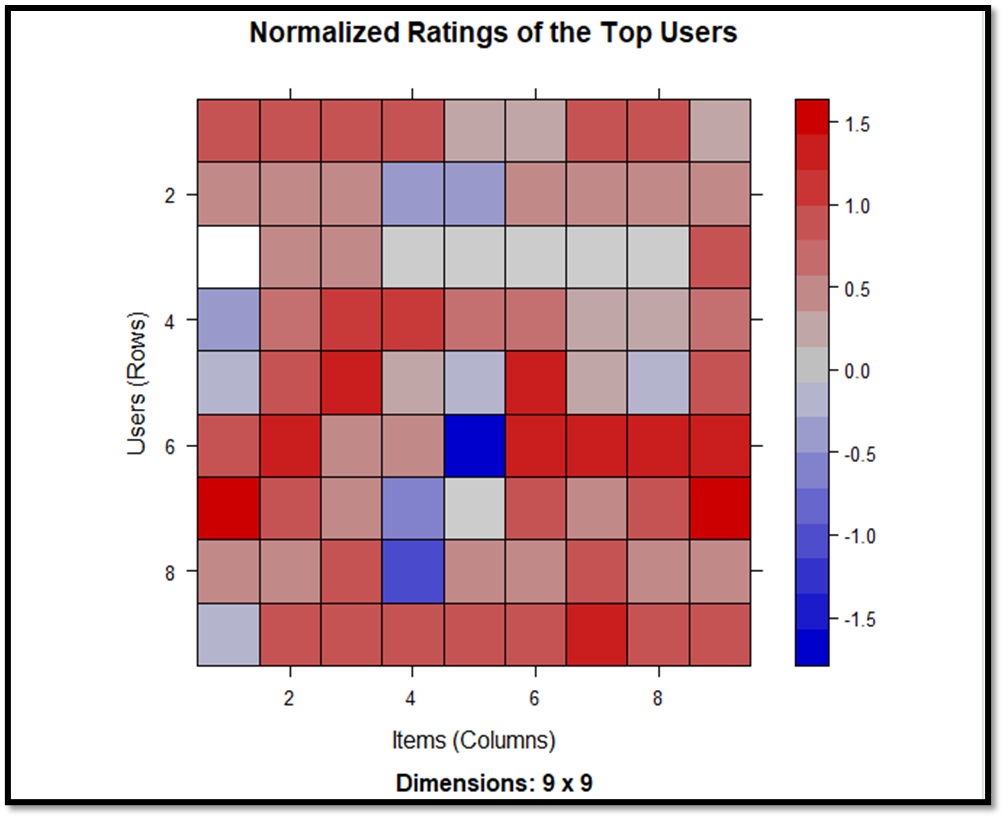 Normalized Ratings of the Top Users
1.5
1.0
0.5
0.0
-0.5
-1.0
-1.5
Users (Rows)
2
4
6
8
2 4 6 8
Items (Columns)
Dimensions: 9 x 9